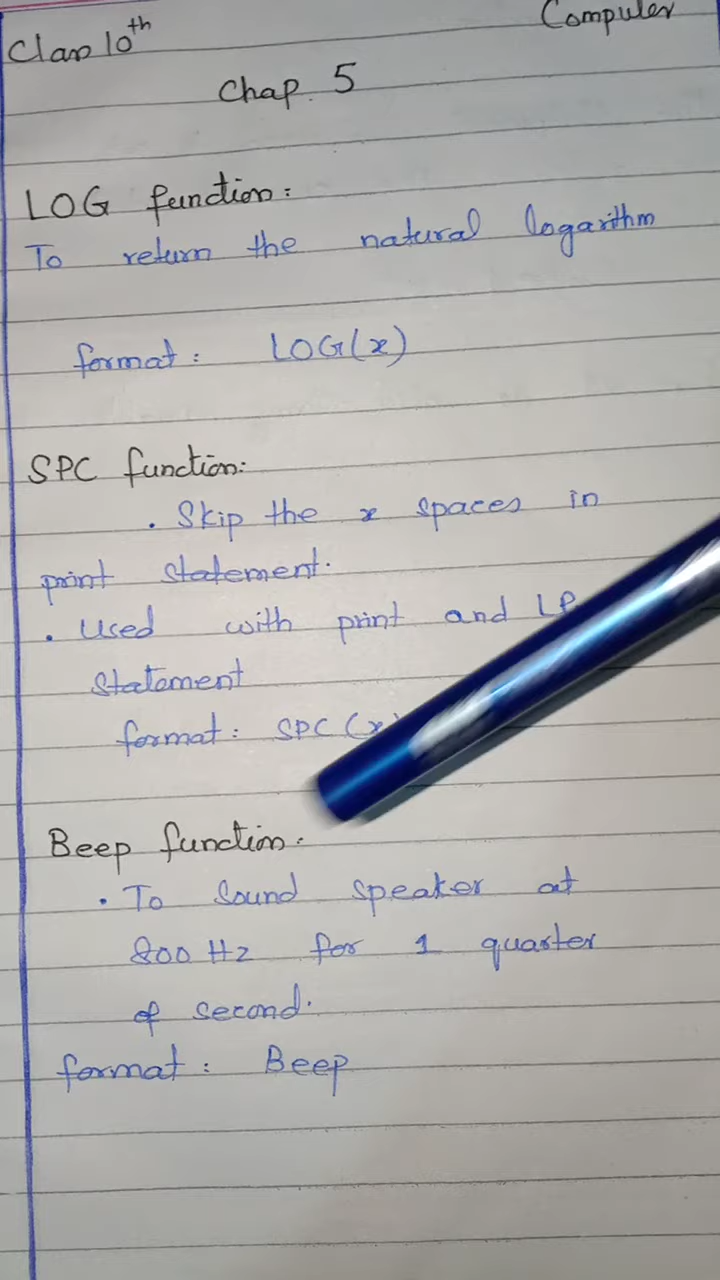 Class 10th Computer
Chap. 5
LOG function:
To return the natural logarithm
format: LOG(x)
SPC function:
. Skip the x spaces in
print statement.
. Used with print and LP
statement
format: SPC (x)
Beep function.
. To sound speaker at
800 Hz for 1 quarter
of second.
format: Beep